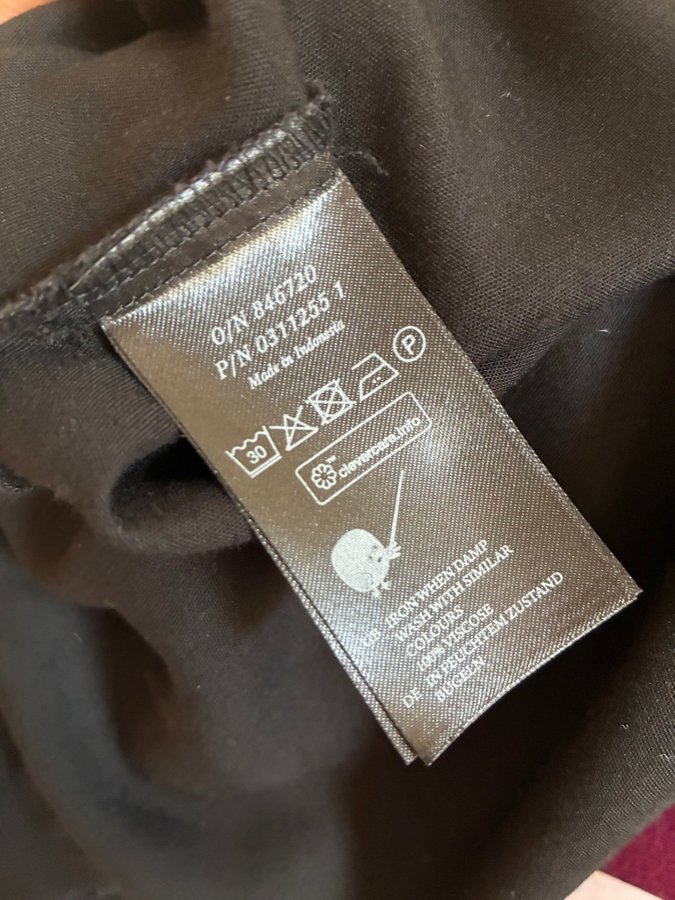 O/N 846720
P/N 0311255 1
Made in Indonesia
30 P
™ clevercare.info
GB IRON WHEN DAMP
WASH WITH SIMILAR
COLOURS
100% VISCOSE
DE IN FEUCHTEM ZUSTAND
BÜGELN